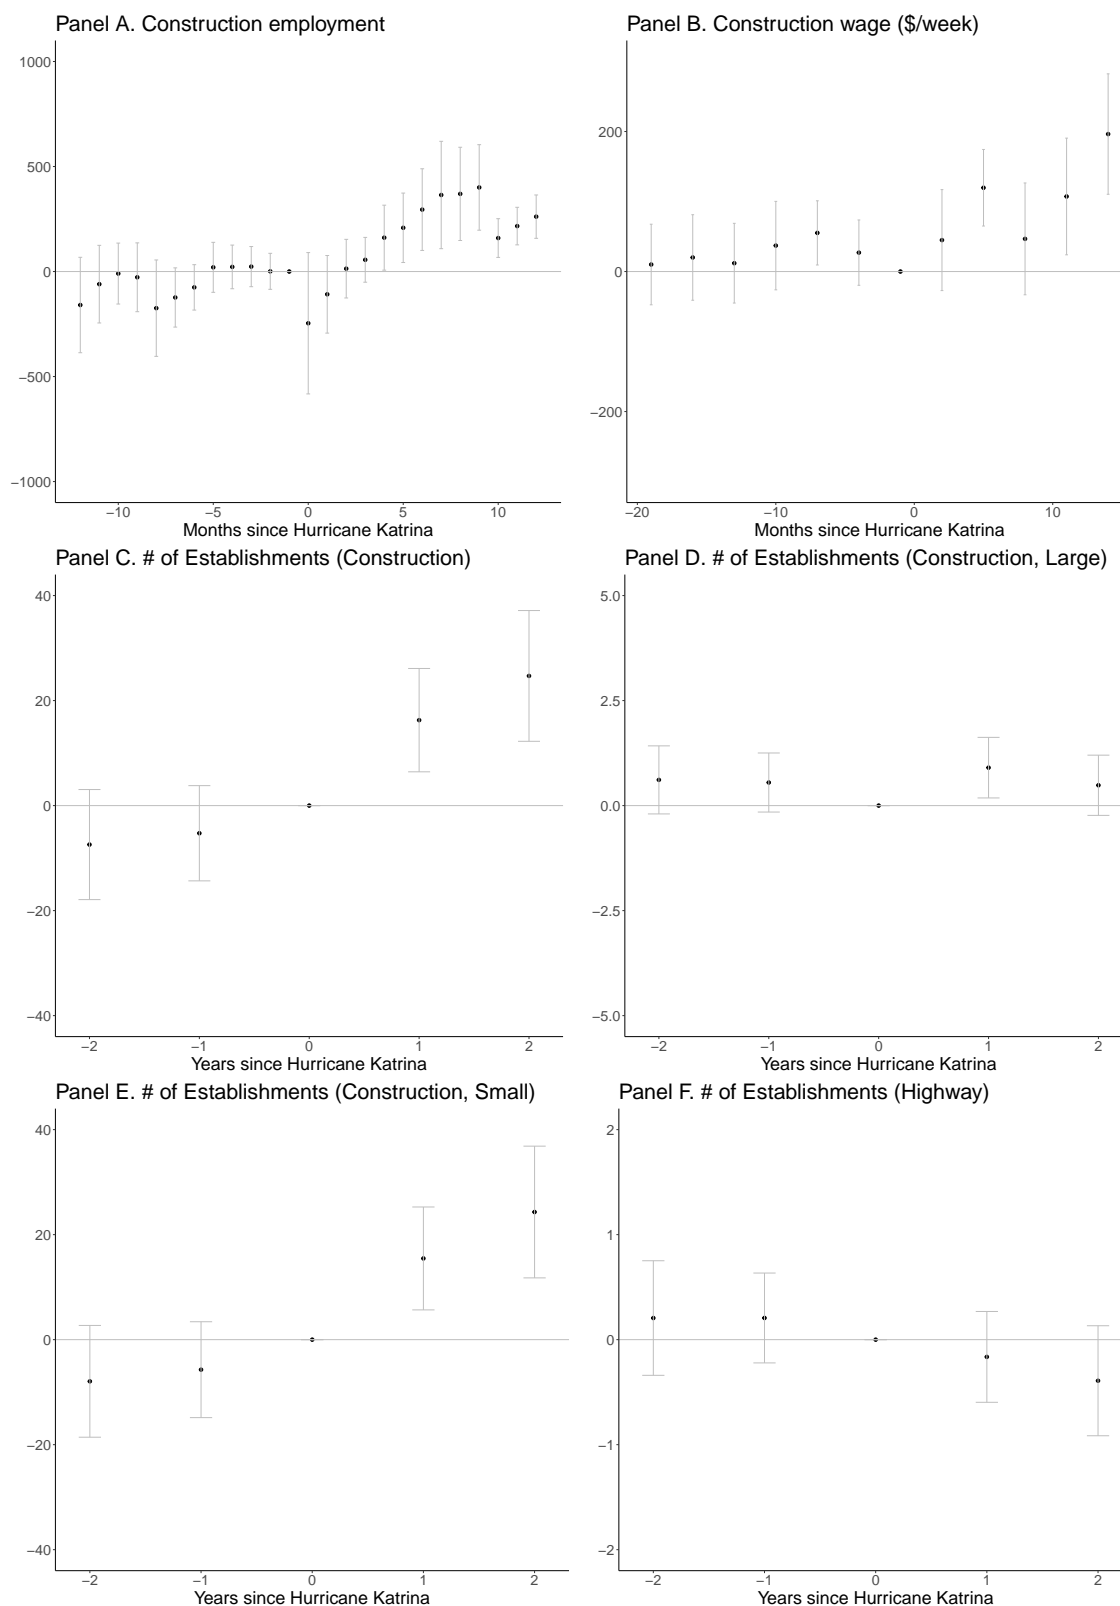 Panel A. Construction employment
1000
500
0
−500
−1000
−10 −5 0 5 10
Months since Hurricane Katrina
Panel B. Construction wage ($/week)
200
0
−200
−20 −10 0 10
Months since Hurricane Katrina
Panel C. # of Establishments (Construction)
40
20
0
−20
−40
−2 −1 0 1 2
Years since Hurricane Katrina
Panel D. # of Establishments (Construction, Large)
5.0
2.5
0.0
−2.5
−5.0
−2 −1 0 1 2
Years since Hurricane Katrina
Panel E. # of Establishments (Construction, Small)
40
20
0
−20
−40
−2 −1 0 1 2
Years since Hurricane Katrina
Panel F. # of Establishments (Highway)
2
1
0
−1
−2
−2 −1 0 1 2
Years since Hurricane Katrina